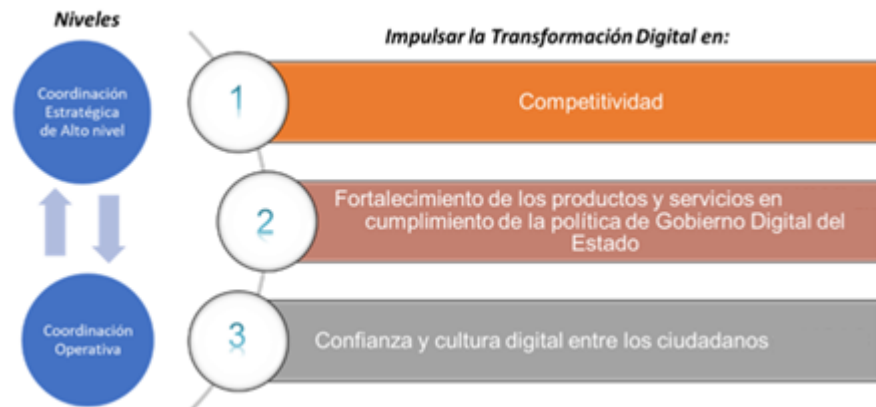 Niveles
Coordinación
Estratégica
de Alto nivel
Coordinación
Operativa
Impulsar la Transformación Digital en:
1
Competitividad
2
Fortalecimiento de los productos y servicios en
cumplimiento de la política de Gobierno Digital del
Estado
3
Confianza y cultura digital entre los ciudadanos